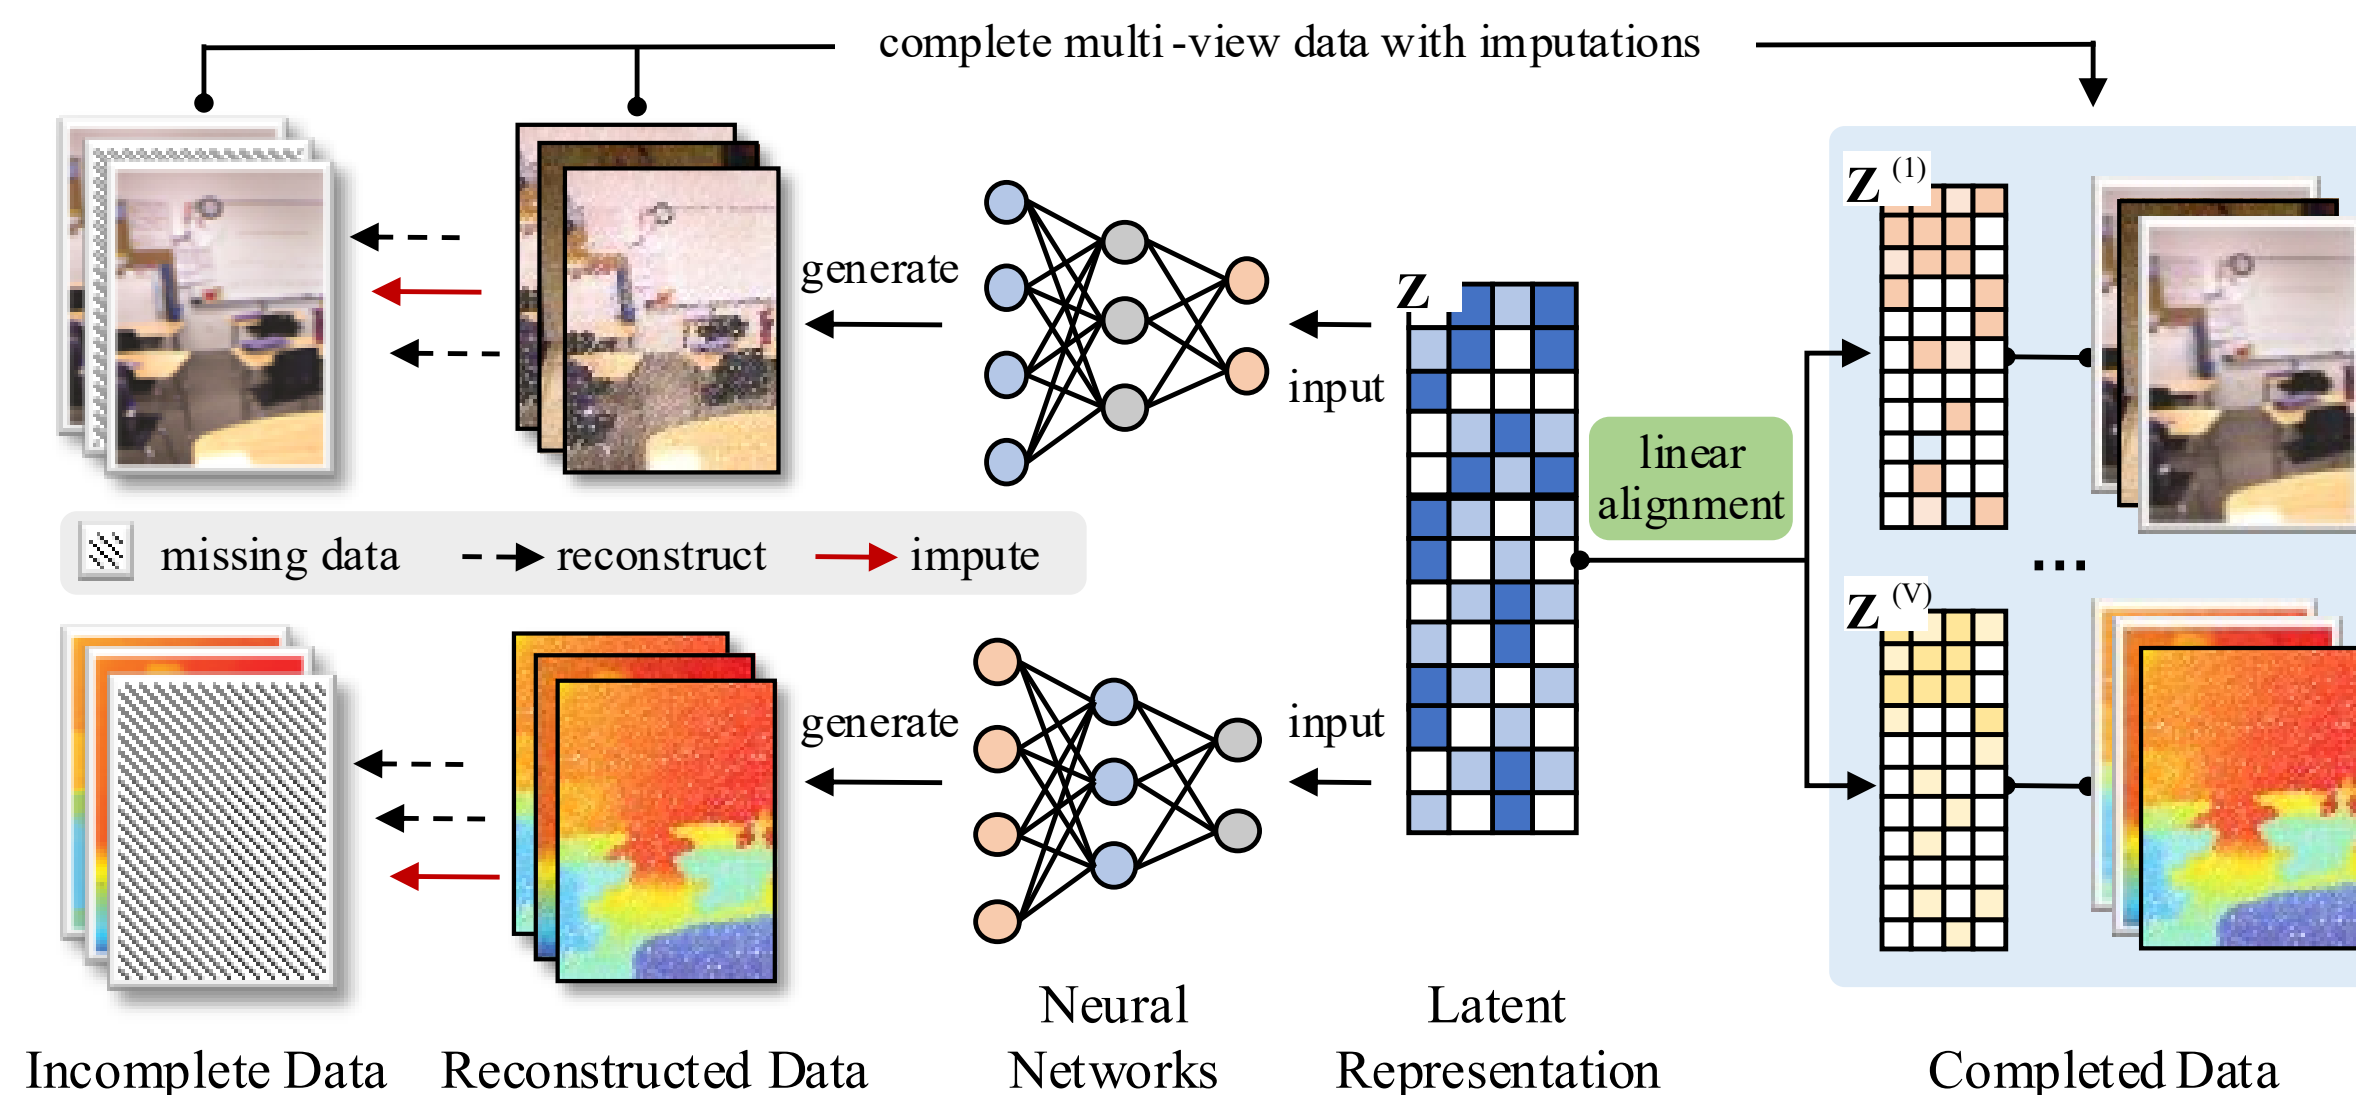 complete multi-view data with imputations
Z (1)
generate
Z
input
linear
alignment
missing data
reconstruct
impute
...
Z (V)
generate
input
Neural
Networks
Latent
Representation
Incomplete Data
Reconstructed Data
Completed Data